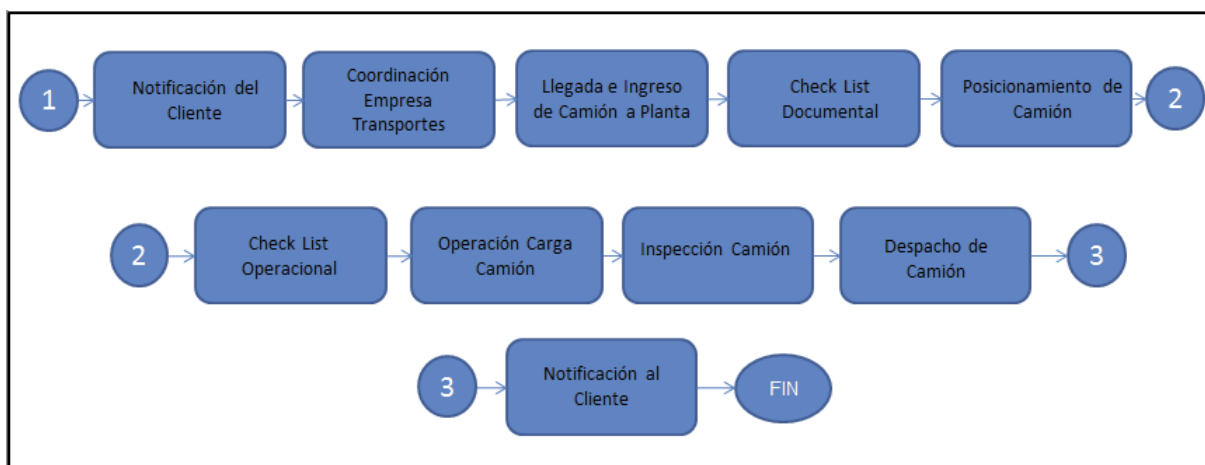 1
Notificación del
Cliente
Coordinación
Empresa
Transportes
Llegada e Ingreso
de Camión a Planta
Check List
Documental
Posicionamiento de
Camión
2
2
Check List
Operacional
Operación Carga
Camión
Inspección Camión
Despacho de
Camión
3
3
Notificación al
Cliente
FIN